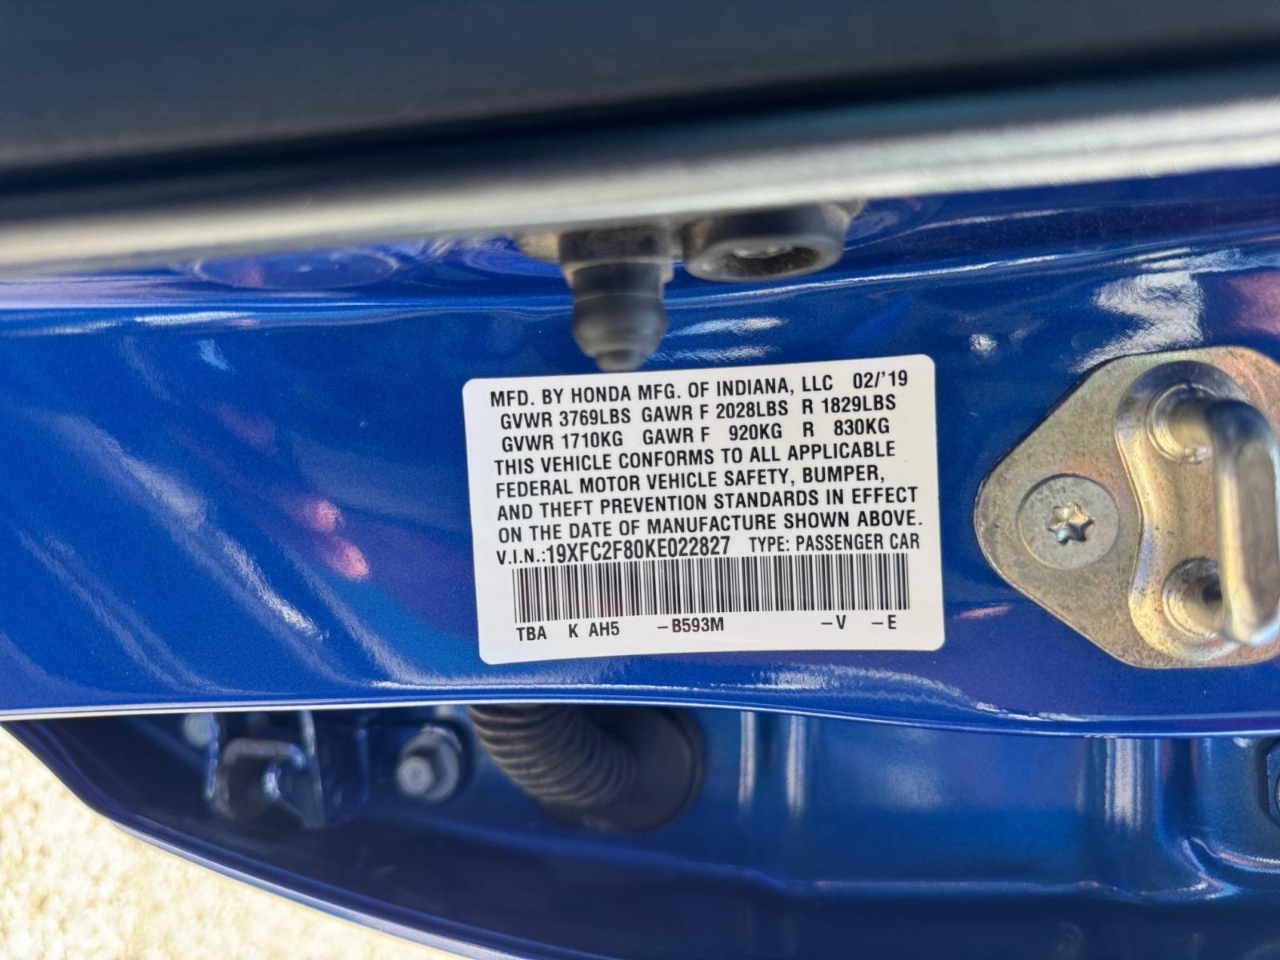 MFD. BY HONDA MFG. OF INDIANA, LLC 02/'19
GVWR 3769LBS GAWR F 2028LBS R 1829LBS
GVWR 1710KG GAWR F 920KG R 830KG
THIS VEHICLE CONFORMS TO ALL APPLICABLE
FEDERAL MOTOR VEHICLE SAFETY, BUMPER,
AND THEFT PREVENTION STANDARDS IN EFFECT
ON THE DATE OF MANUFACTURE SHOWN ABOVE.
V.I.N.:19XFC2F80KE022827 TYPE: PASSENGER CAR
TBA K AH5 -B593M -V -E